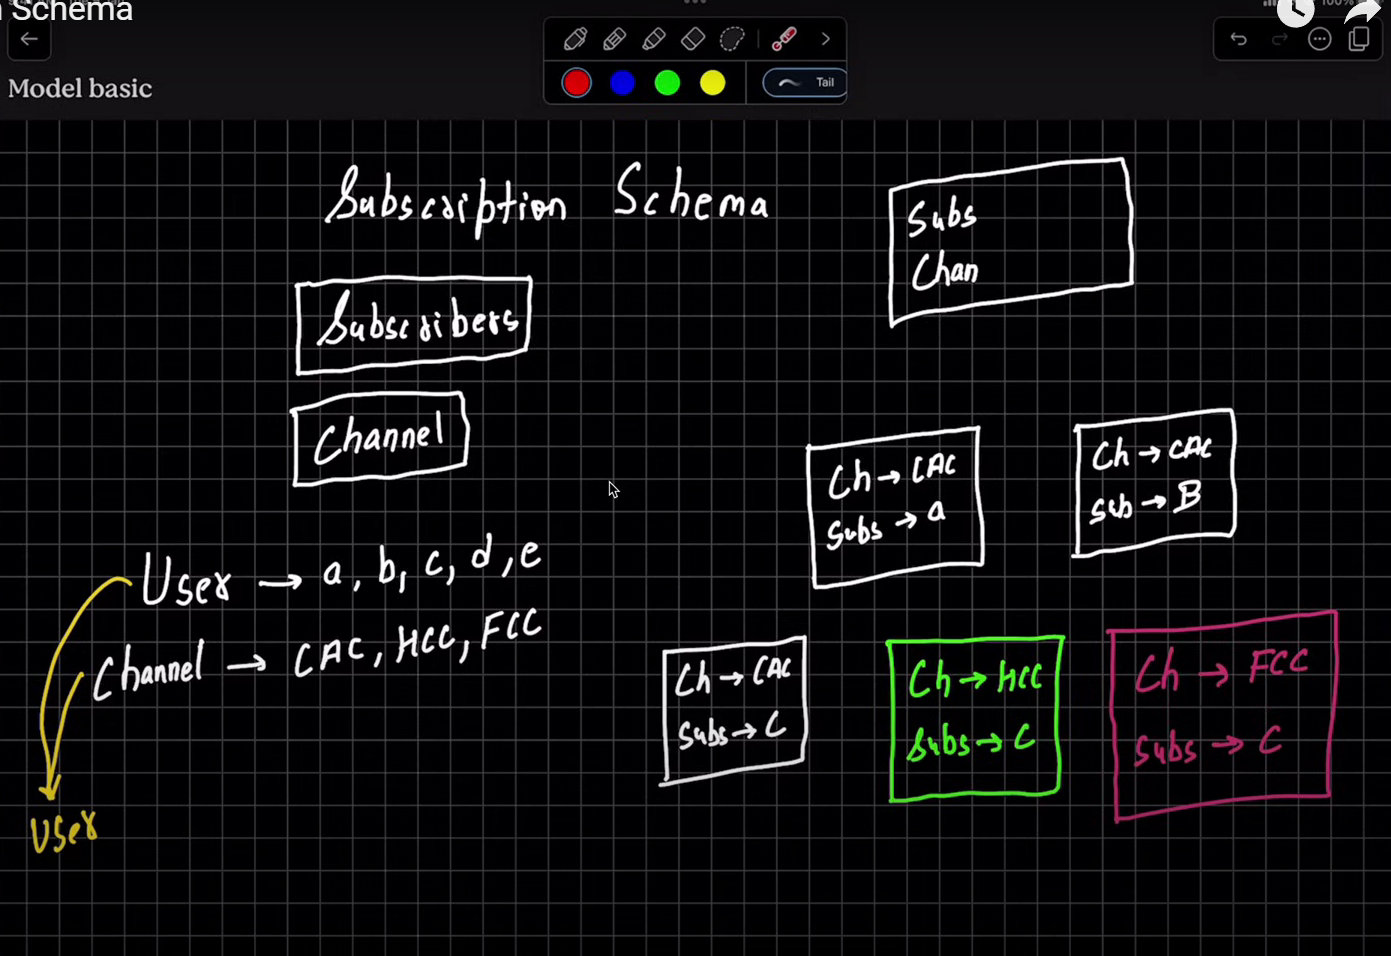 Schema
Model basic
Tail
Subscription Schema
Subscribers
Channel
User → a, b, c, d, e
Channel → CAC, HCC, FCC
User
Subs
Chan
Ch → CAC
Subs → a
Ch → CAC
Sub → B
Ch → CAC
Subs → C
Ch → HCC
Subs → C
Ch → FCC
Subs → C